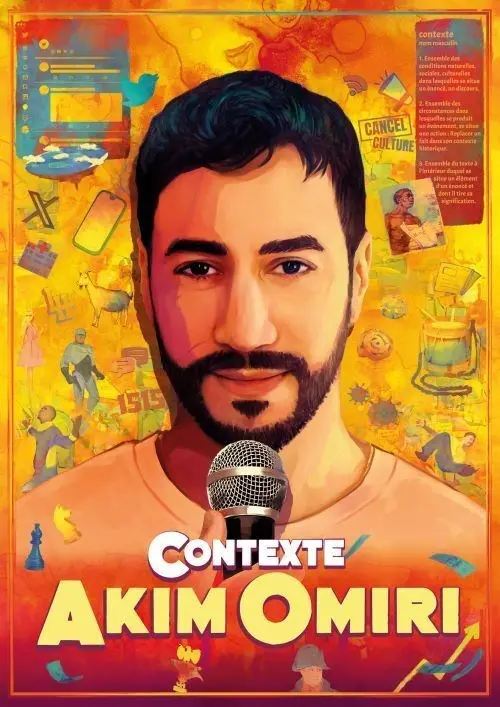 contexte
nom masculin
1. Ensemble des
conditions naturelles,
sociales, culturelles
dans lesquelles se situe
un énoncé, un discours.
2. Ensemble des
circonstances dans
lesquelles se produit
un événement, se situe
une action : Replacer un
fait dans son contexte
historique.
3. Ensemble du texte à
l'intérieur duquel se
situe un élément
d'un énoncé et
dont il tire sa
signification.
CANCEL
CULTURE
ISIS
CONTEXTE
AKIM OMIRI